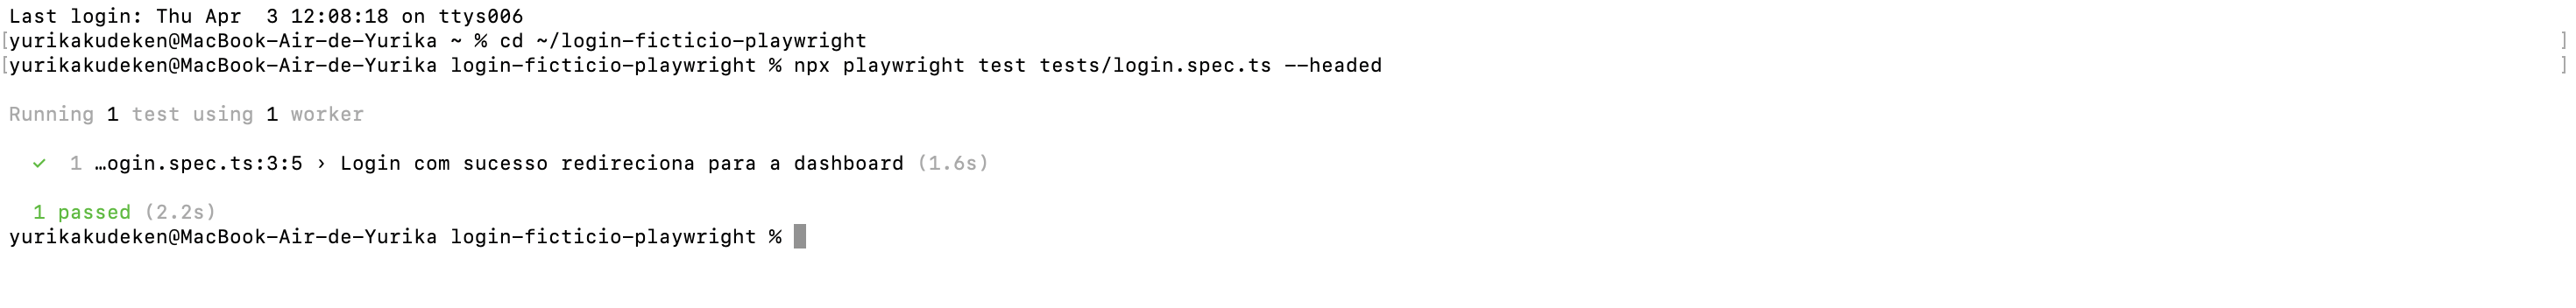 Last login: Thu Apr  3 12:08:18 on ttys006
[yurikakudeken@MacBook-Air-de-Yurika ~ % cd ~/login-ficticio-playwright ]
[yurikakudeken@MacBook-Air-de-Yurika login-ficticio-playwright % npx playwright test tests/login.spec.ts --headed ]
Running 1 test using 1 worker
✓  1 …ogin.spec.ts:3:5 › Login com sucesso redireciona para a dashboard (1.6s)
1 passed (2.2s)
yurikakudeken@MacBook-Air-de-Yurika login-ficticio-playwright %